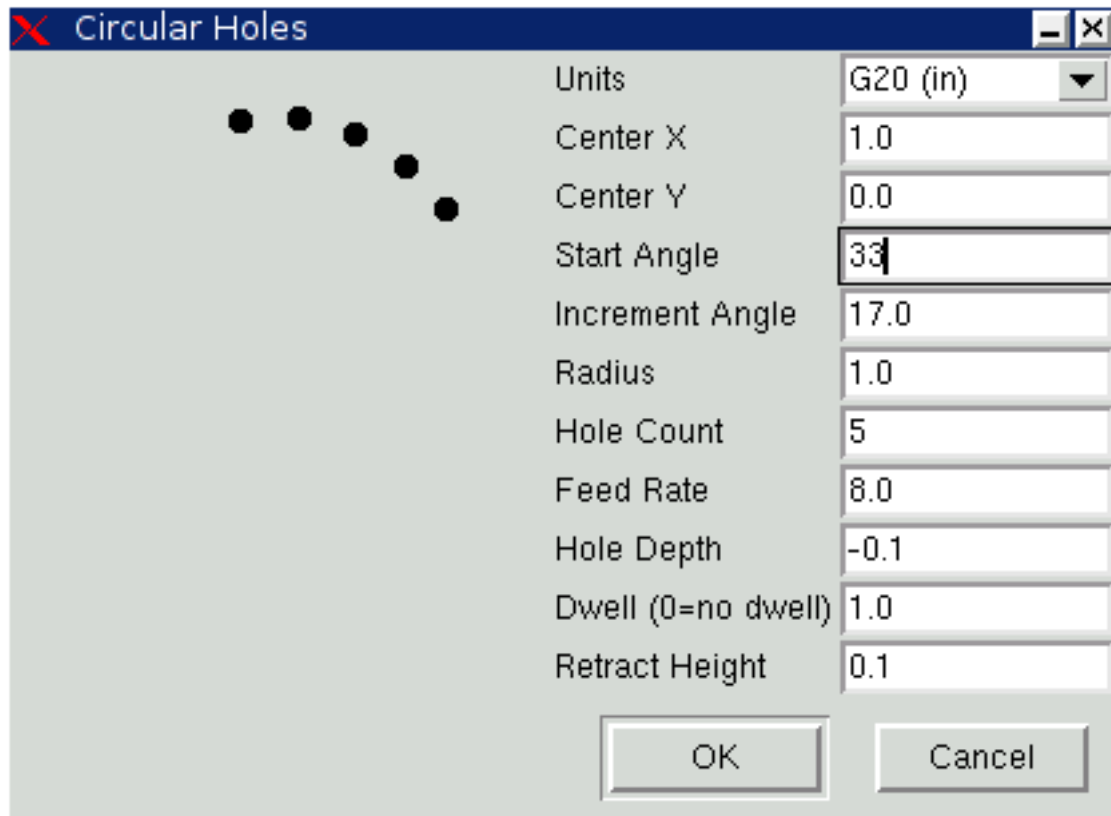 Circular Holes
Units G20 (in)
Center X 1.0
Center Y 0.0
Start Angle 33
Increment Angle 17.0
Radius 1.0
Hole Count 5
Feed Rate 8.0
Hole Depth -0.1
Dwell (0=no dwell) 1.0
Retract Height 0.1
OK Cancel